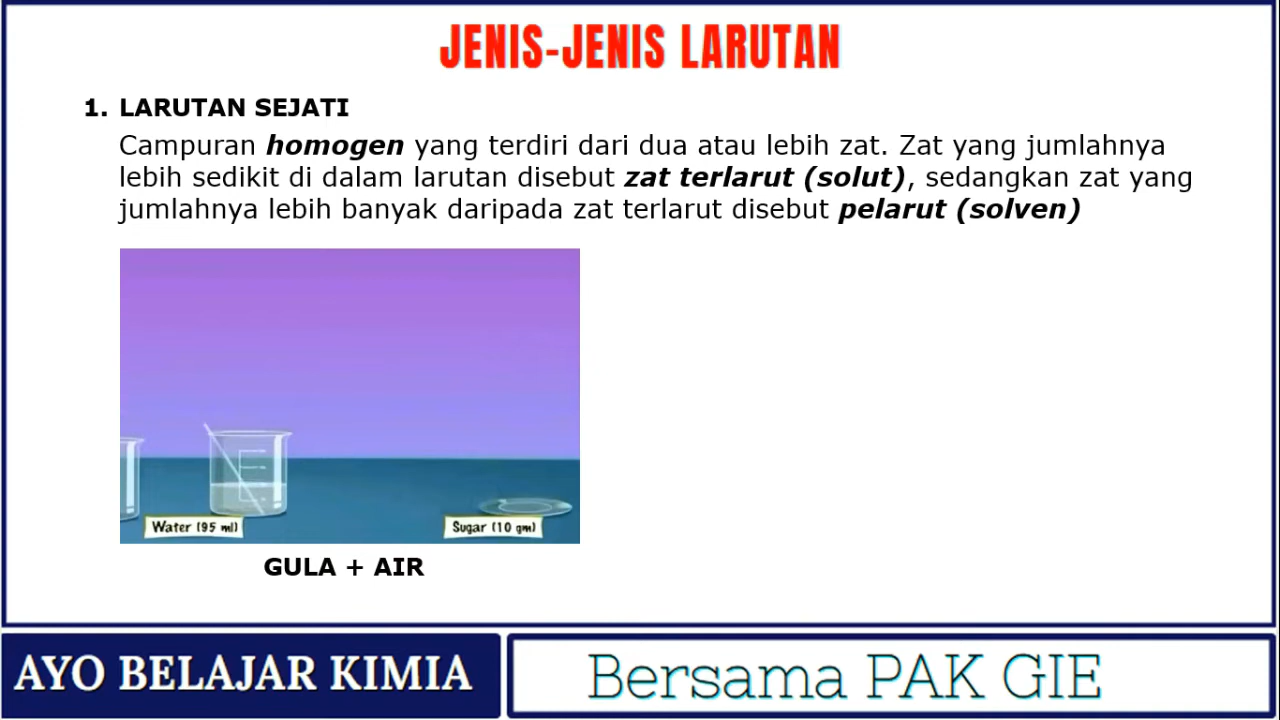 JENIS-JENIS LARUTAN
1. LARUTAN SEJATI
Campuran homogen yang terdiri dari dua atau lebih zat. Zat yang jumlahnya
lebih sedikit di dalam larutan disebut zat terlarut (solut), sedangkan zat yang
jumlahnya lebih banyak daripada zat terlarut disebut pelarut (solven)
Water (95 ml)
Sugar (10 gm)
GULA + AIR
AYO BELAJAR KIMIA
Bersama PAK GIE